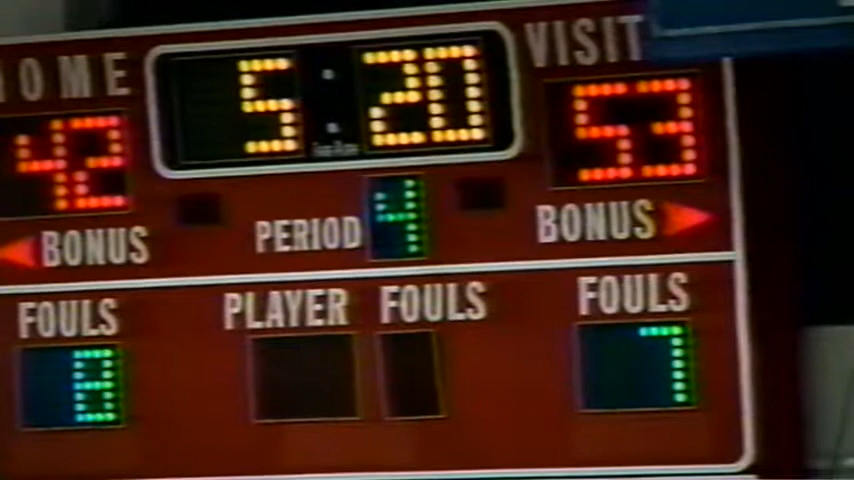 HOME 5:20 VISIT
42 53
BONUS PERIOD 4 BONUS
FOULS PLAYER FOULS FOULS
8 7